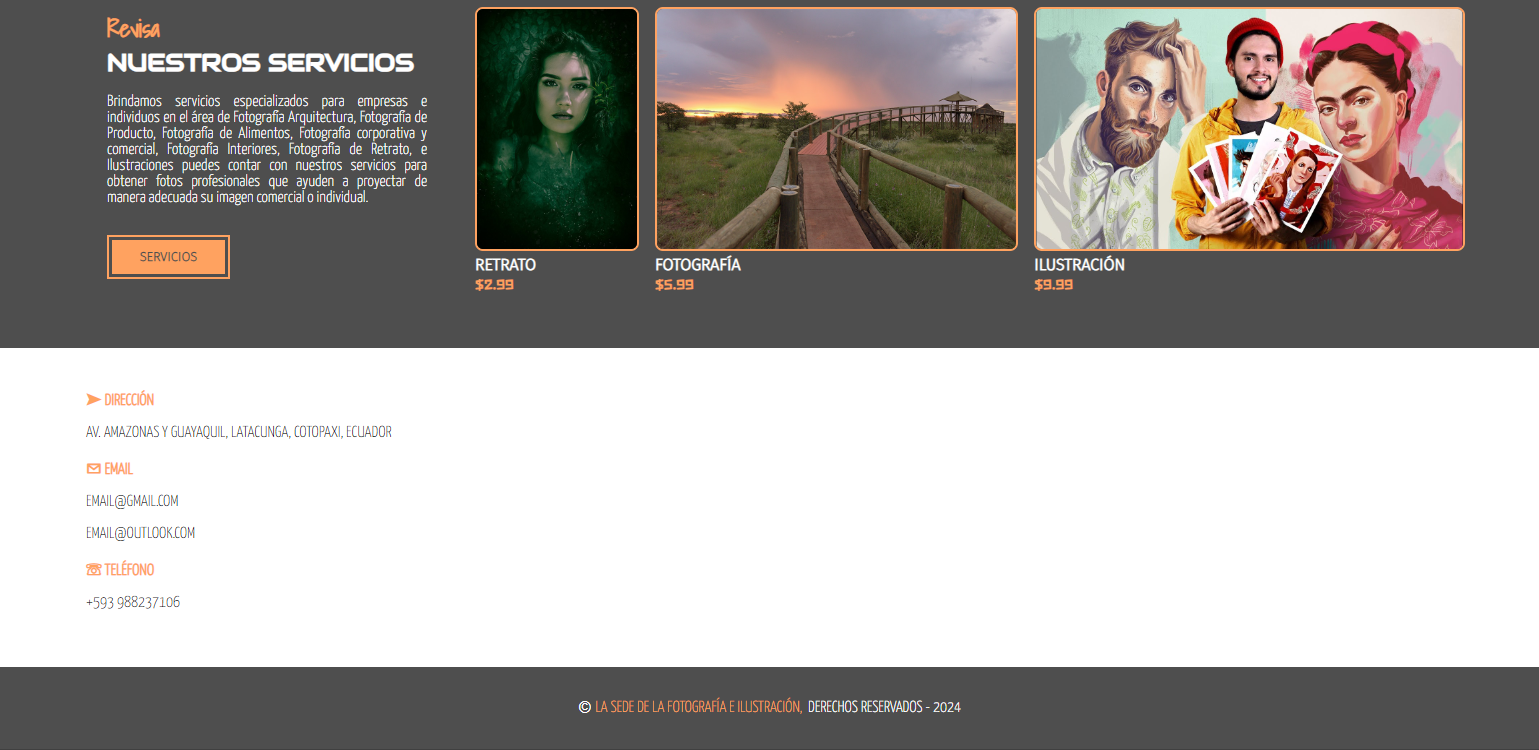 Revisa
NUESTROS SERVICIOS
Brindamos servicios especializados para empresas e
individuos en el área de Fotografía Arquitectura, Fotografía de
Producto, Fotografía de Alimentos, Fotografía corporativa y
comercial, Fotografía Interiores, Fotografía de Retrato, e
Ilustraciones puedes contar con nuestros servicios para
obtener fotos profesionales que ayuden a proyectar de
manera adecuada su imagen comercial o individual.
SERVICIOS
RETRATO
$2.99
FOTOGRAFÍA
$5.99
ILUSTRACIÓN
$9.99
➤ DIRECCIÓN
AV. AMAZONAS Y GUAYAQUIL, LATACUNGA, COTOPAXI, ECUADOR
🖂 EMAIL
EMAIL@GMAIL.COM
EMAIL@OUTLOOK.COM
☏ TELÉFONO
+593 988237106
© LA SEDE DE LA FOTOGRAFÍA E ILUSTRACIÓN, DERECHOS RESERVADOS - 2024